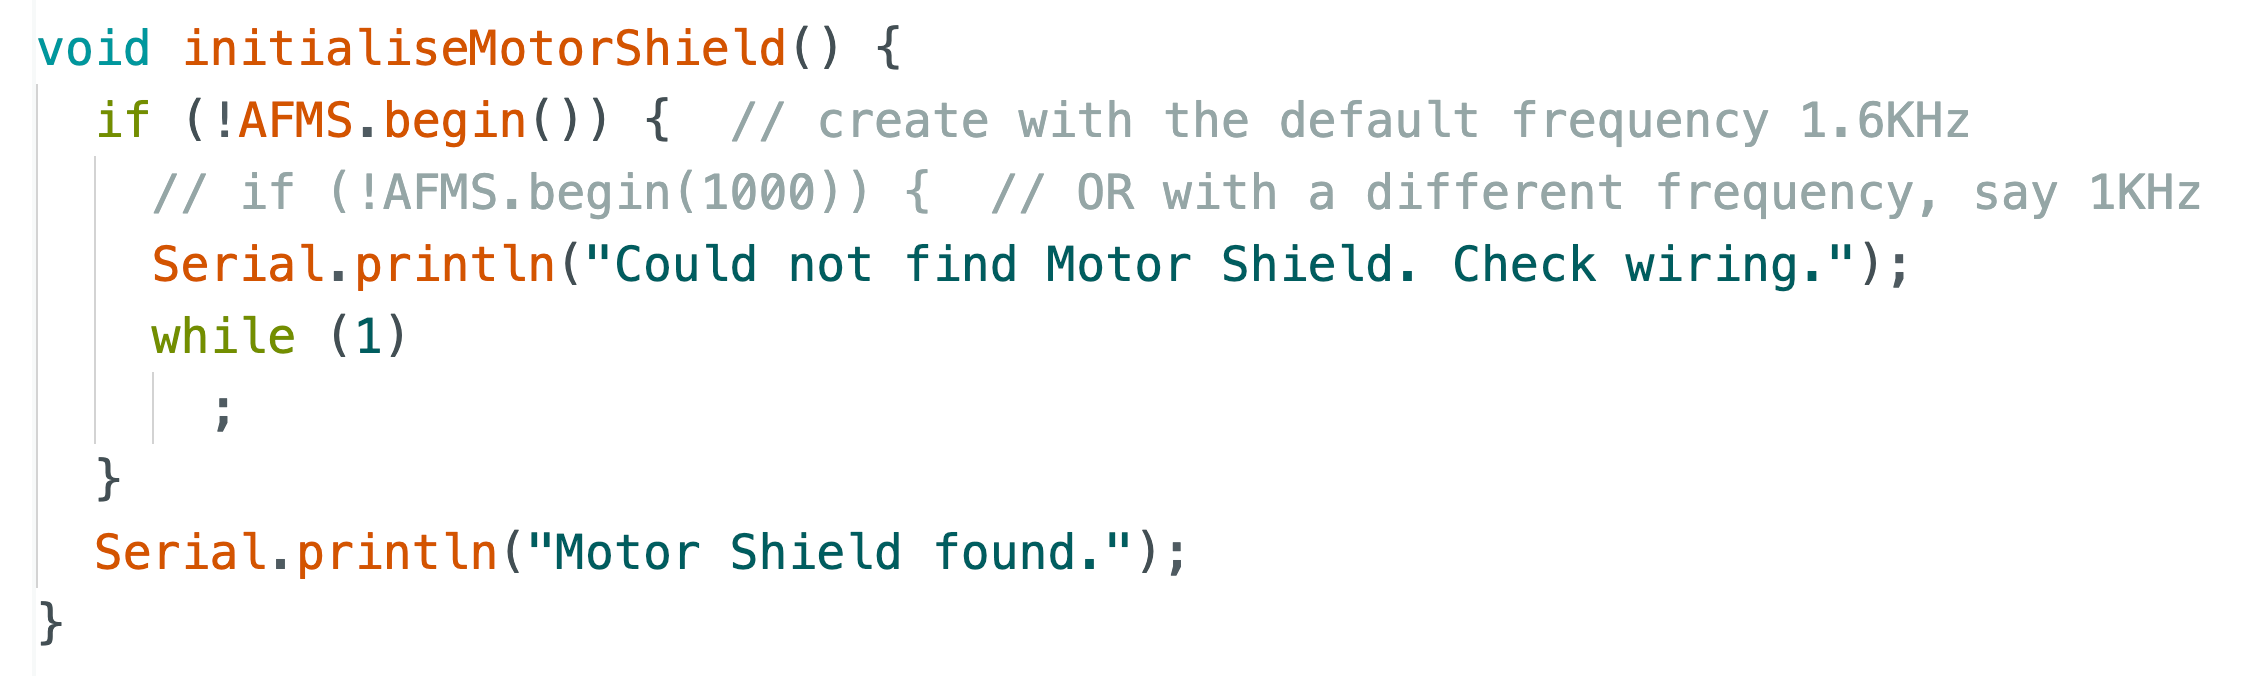 void initialiseMotorShield() {
  if (!AFMS.begin()) {  // create with the default frequency 1.6KHz
    // if (!AFMS.begin(1000)) {  // OR with a different frequency, say 1KHz
    Serial.println("Could not find Motor Shield. Check wiring.");
    while (1)
      ;
  }
  Serial.println("Motor Shield found.");
}